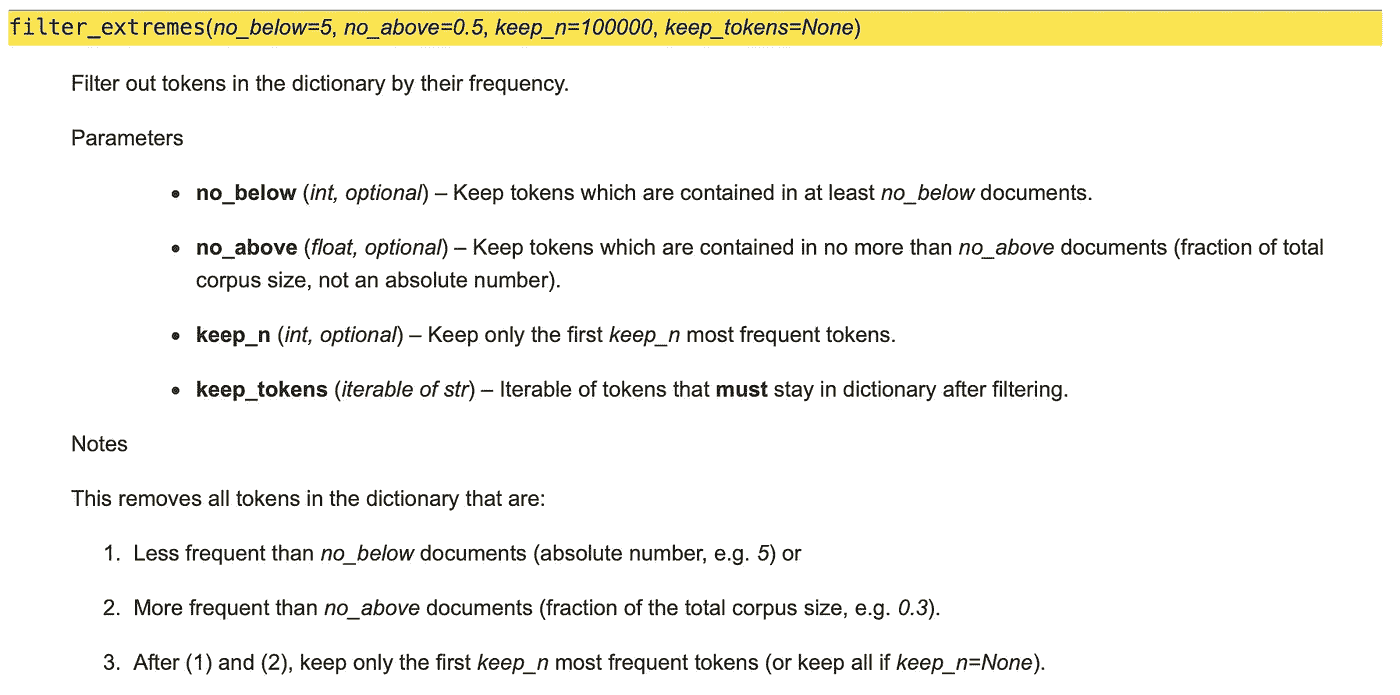 filter_extremes(no_below=5, no_above=0.5, keep_n=100000, keep_tokens=None)
Filter out tokens in the dictionary by their frequency.
Parameters
• no_below (int, optional) – Keep tokens which are contained in at least no_below documents.
• no_above (float, optional) – Keep tokens which are contained in no more than no_above documents (fraction of total
corpus size, not an absolute number).
• keep_n (int, optional) – Keep only the first keep_n most frequent tokens.
• keep_tokens (iterable of str) – Iterable of tokens that must stay in dictionary after filtering.
Notes
This removes all tokens in the dictionary that are:
1. Less frequent than no_below documents (absolute number, e.g. 5) or
2. More frequent than no_above documents (fraction of the total corpus size, e.g. 0.3).
3. After (1) and (2), keep only the first keep_n most frequent tokens (or keep all if keep_n=None).